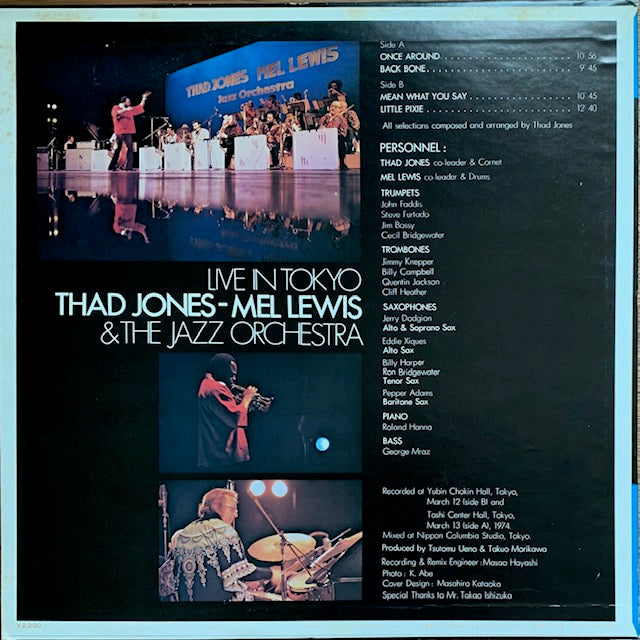 THAD JONES MEL LEWIS
Jazz Orchestra
LIVE IN TOKYO
THAD JONES-MEL LEWIS
& THE JAZZ ORCHESTRA
Side A
ONCE AROUND 10' 56
BACK BONE 9' 45
Side B
MEAN WHAT YOU SAY 10' 45
LITTLE PIXIE 12' 40
All selections composed and arranged by Thad Jones
PERSONNEL :
THAD JONES co-leader & Cornet
MEL LEWIS co-leader & Drums
TRUMPETS
John Faddis
Steve Furtado
Jim Bossy
Cecil Bridgewater
TROMBONES
Jimmy Knepper
Billy Campbell
Quentin Jackson
Cliff Heather
SAXOPHONES
Jerry Dodgion
Alto & Soprano Sax
Eddie Xiques
Alto Sax
Billy Harper
Ron Bridgewater
Tenor Sax
Pepper Adams
Baritone Sax
PIANO
Roland Hanna
BASS
George Mraz
Recorded at Yubin Chokin Hall, Tokyo,
March 12 (side B) and
Toshi Center Hall, Tokyo,
March 13 (side A), 1974.
Mixed at Nippon Columbia Studio, Tokyo.
Produced by Tsutomu Ueno & Takuo Morikawa
Recording & Remix Engineer : Masao Hayashi
Photo : K. Abe
Cover Design : Masahiro Kataoka
Special Thanks to Mr. Takao Ishizuka
¥2,200